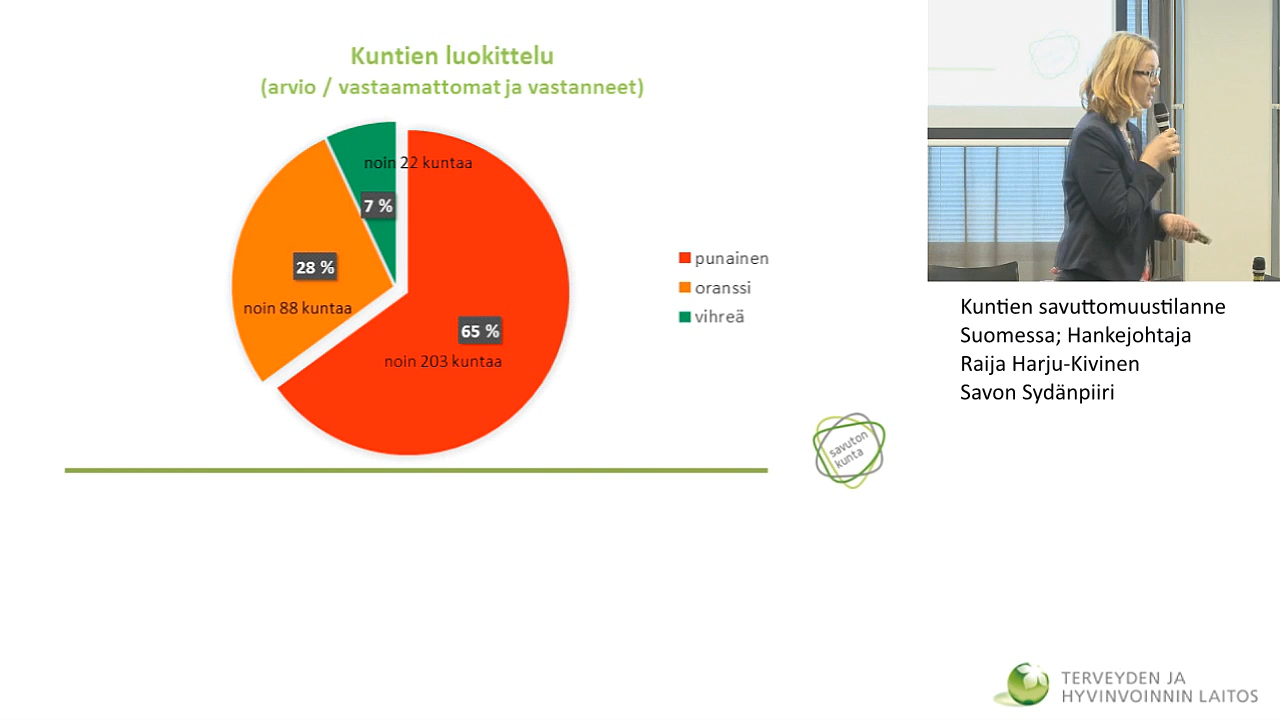 Kuntien luokittelu
(arvio / vastaamattomat ja vastanneet)
noin 22 kuntaa
7 %
28 %
noin 88 kuntaa
65 %
noin 203 kuntaa
punainen
oranssi
vihreä
savuton
kunta
Kuntien savuttomuustilanne
Suomessa; Hankejohtaja
Raija Harju-Kivinen
Savon Sydänpiiri
TERVEYDEN JA
HYVINVOINNIN LAITOS